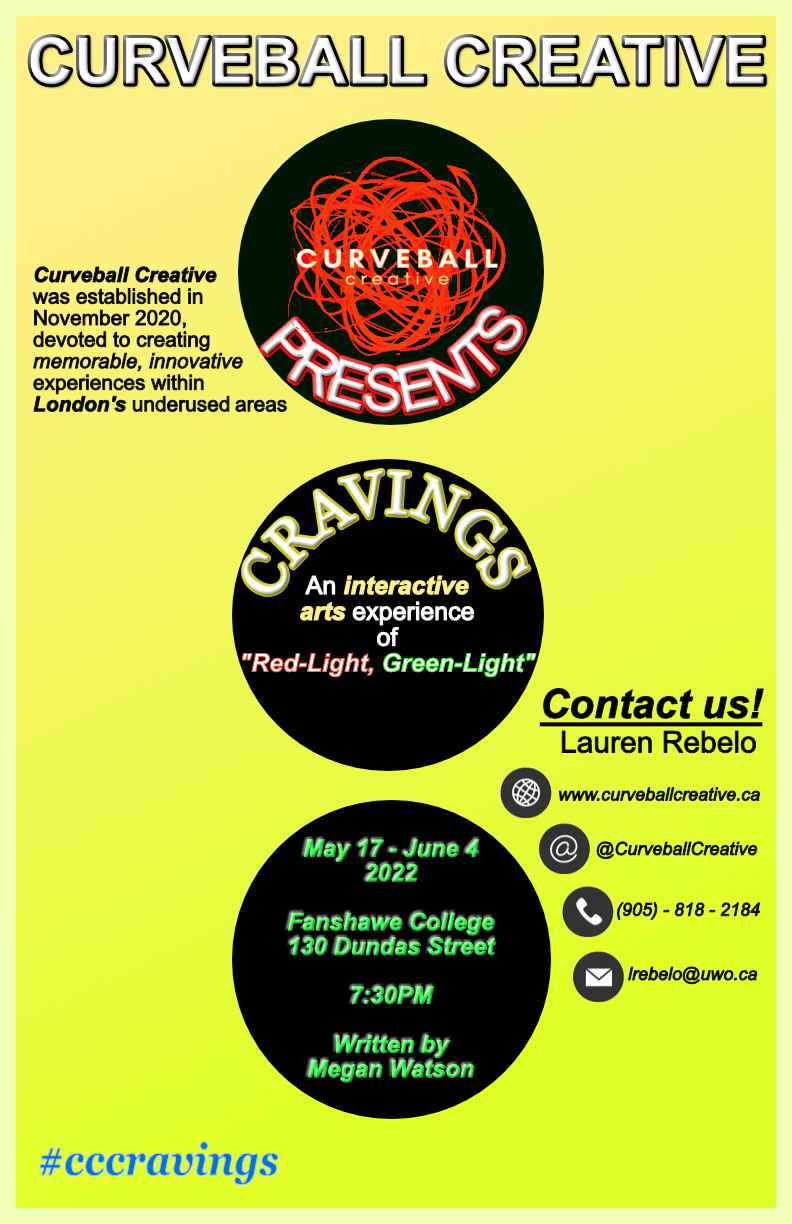 CURVEBALL CREATIVE
CURVEBALL
creative
PRESENTS
Curveball Creative
was established in
November 2020,
devoted to creating
memorable, innovative
experiences within
London's underused areas
CRAVINGS
An interactive
arts experience
of
"Red-Light, Green-Light"
Contact us!
Lauren Rebelo
www.curveballcreative.ca
@CurveballCreative
(905) - 818 - 2184
lrebelo@uwo.ca
May 17 - June 4
2022
Fanshawe College
130 Dundas Street
7:30PM
Written by
Megan Watson
#cccravings